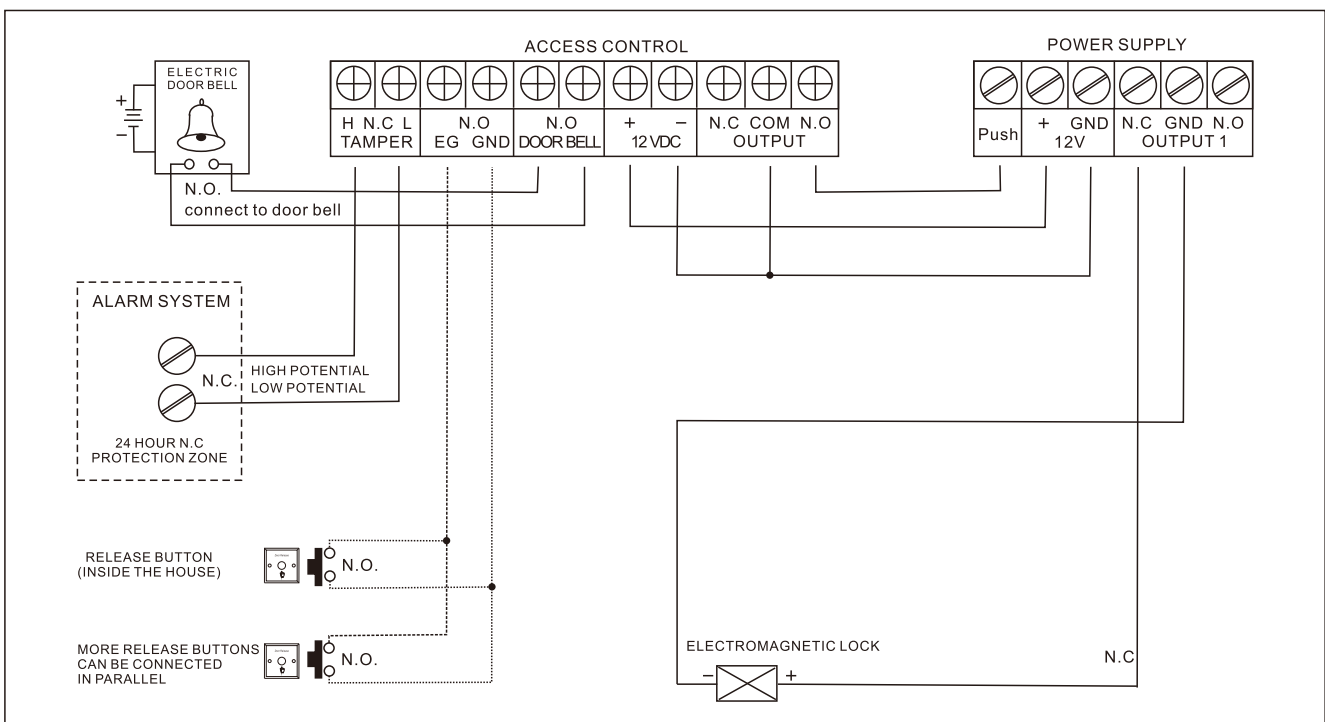 ACCESS CONTROL
POWER SUPPLY
ELECTRIC
DOOR BELL
+
−
H N.C L
TAMPER
N.O
EG GND
N.O
DOOR BELL
+ −
12 VDC
N.C COM N.O
OUTPUT
Push
+ GND
12V
N.C GND N.O
OUTPUT 1
N.O.
connect to door bell
ALARM SYSTEM
HIGH POTENTIAL
N.C.
LOW POTENTIAL
24 HOUR N.C
PROTECTION ZONE
RELEASE BUTTON
(INSIDE THE HOUSE)
N.O.
MORE RELEASE BUTTONS
CAN BE CONNECTED
IN PARALLEL
N.O.
ELECTROMAGNETIC LOCK
− +
N.C